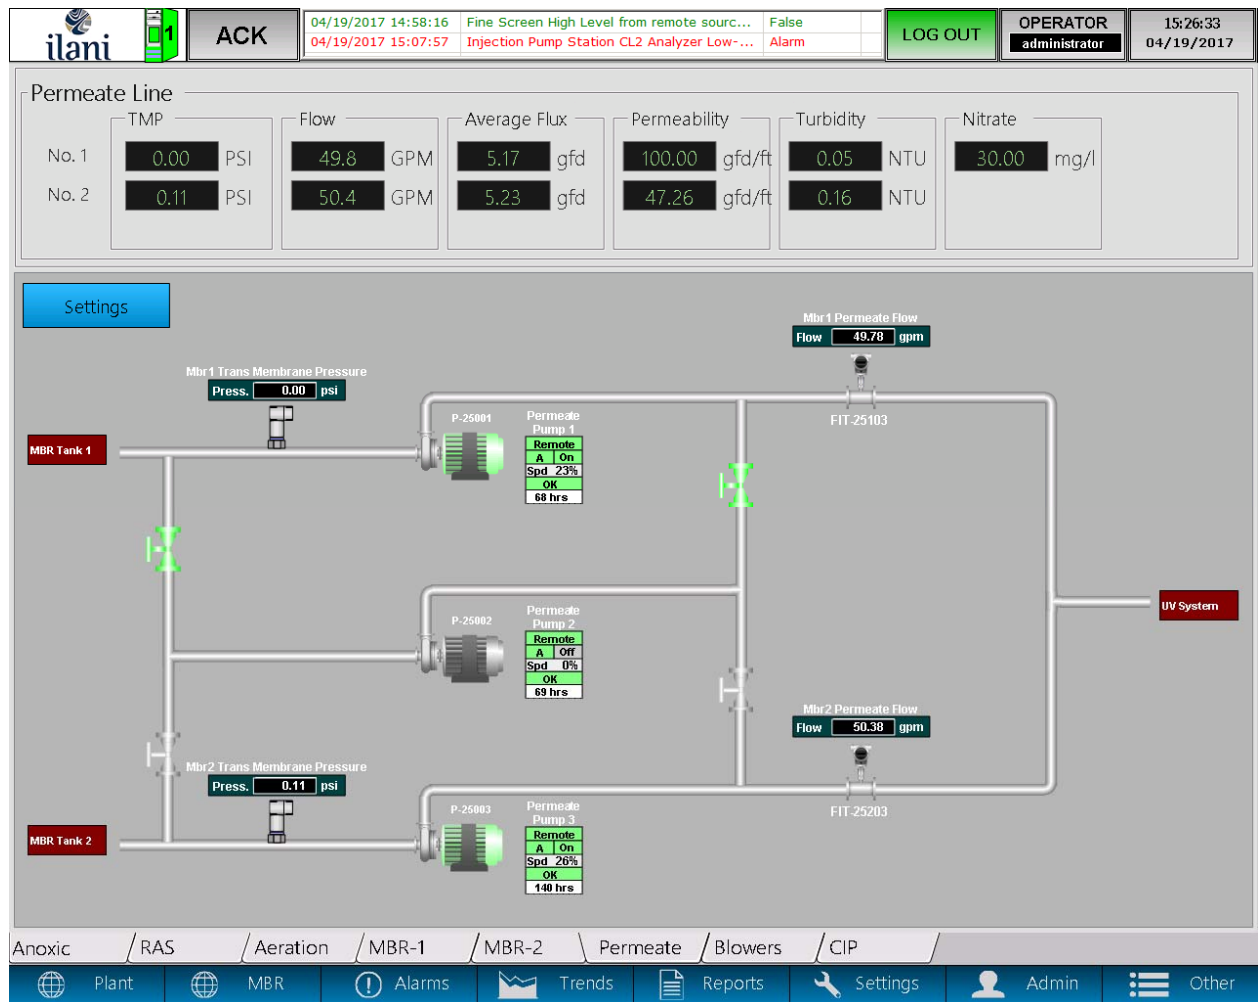 ilani
1
ACK
04/19/2017 14:58:16 Fine Screen High Level from remote sourc... False
04/19/2017 15:07:57 Injection Pump Station CL2 Analyzer Low-... Alarm
LOG OUT
OPERATOR
administrator
15:26:33
04/19/2017
Permeate Line
TMP Flow Average Flux Permeability Turbidity Nitrate
No. 1 0.00 PSI 49.8 GPM 5.17 gfd 100.00 gfd/ft 0.05 NTU 30.00 mg/l
No. 2 0.11 PSI 50.4 GPM 5.23 gfd 47.26 gfd/ft 0.16 NTU
Settings
Mbr1 Permeate Flow
Flow 49.78 gpm
FIT-25103
Mbr1 Trans Membrane Pressure
Press. 0.00 psi
MBR Tank 1
P-25001
Permeate
Pump 1
Remote
A On
Spd 23%
OK
68 hrs
P-25002
Permeate
Pump 2
Remote
A Off
Spd 0%
OK
69 hrs
UV System
Mbr2 Permeate Flow
Flow 50.38 gpm
FIT-25203
Mbr2 Trans Membrane Pressure
Press. 0.11 psi
MBR Tank 2
P-25003
Permeate
Pump 3
Remote
A On
Spd 26%
OK
140 hrs
Anoxic RAS Aeration MBR-1 MBR-2 Permeate Blowers CIP
Plant MBR Alarms Trends Reports Settings Admin Other